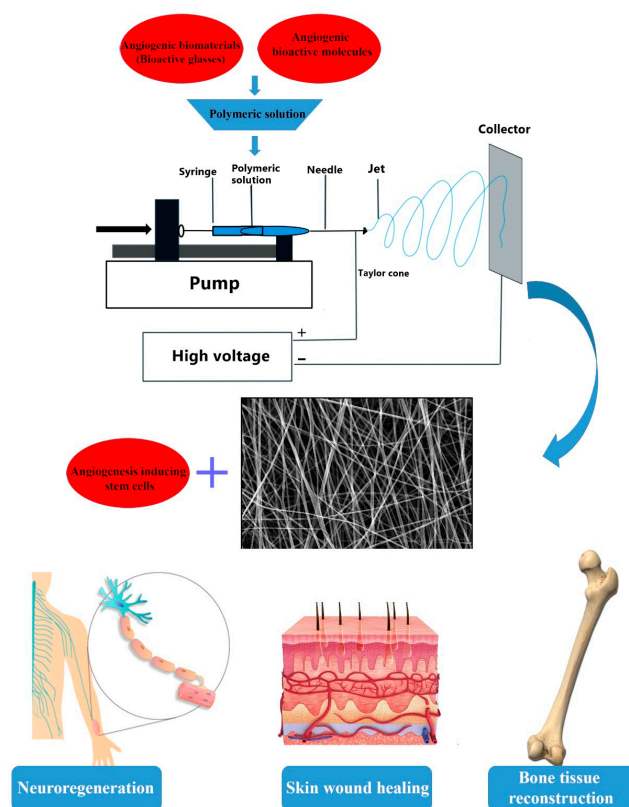 Angiogenic biomaterials
(Bioactive glasses)
Angiogenic
bioactive molecules
Polymeric solution
Collector
Syringe
Polymeric
solution
Needle
Jet
Taylor cone
Pump
+
High voltage
−
Angiogenesis inducing
stem cells
+
Neuroregeneration
Skin wound healing
Bone tissue
reconstruction